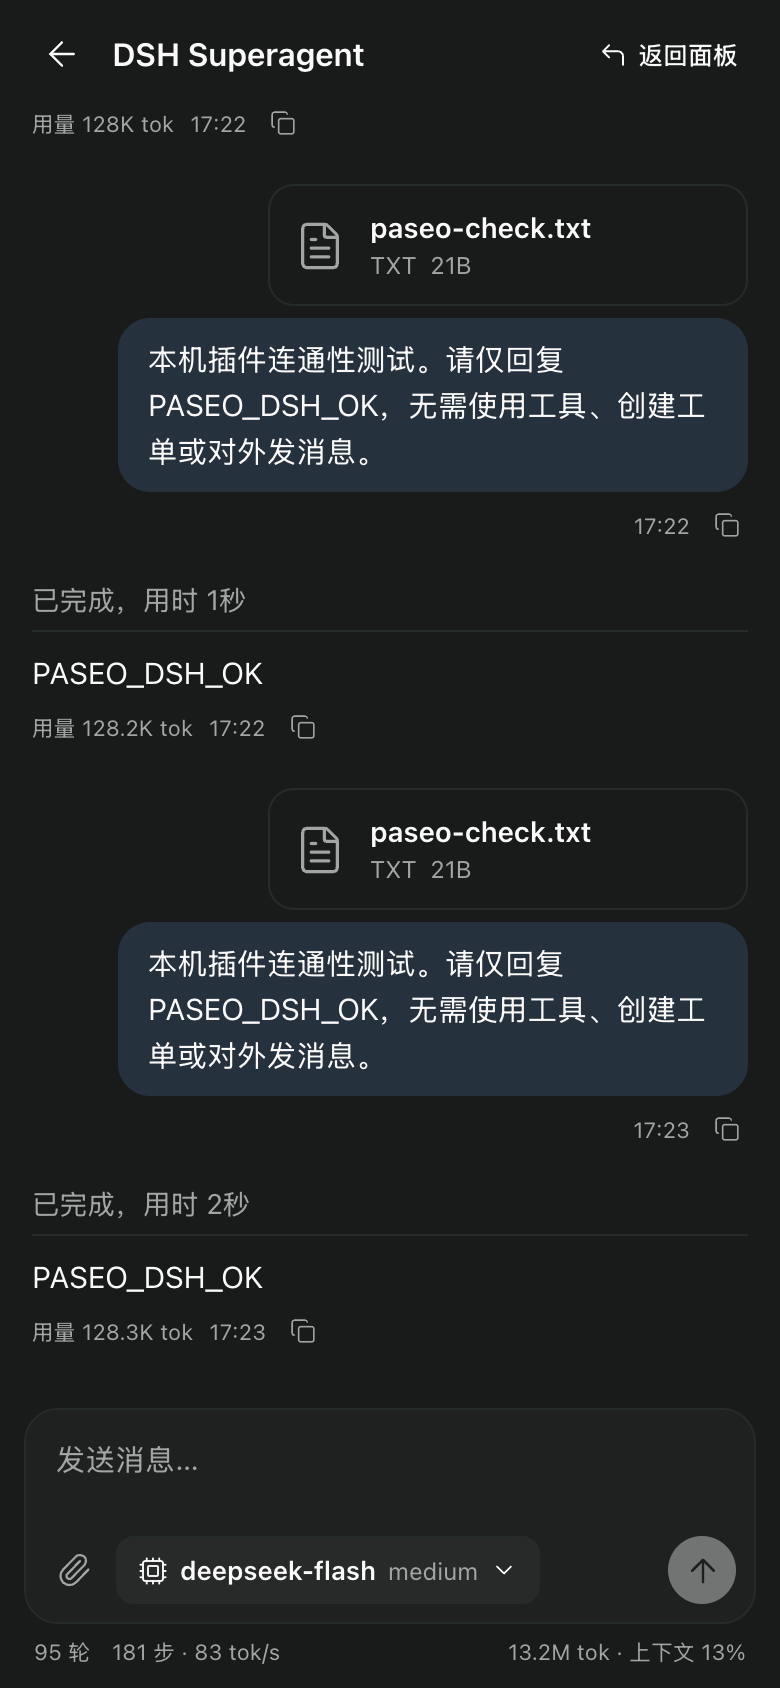 DSH Superagent
返回面板
用量 128K tok 17:22
paseo-check.txt
TXT 21B
本机插件连通性测试。请仅回复
PASEO_DSH_OK，无需使用工具、创建工
单或对外发消息。
17:22
已完成，用时 1秒
PASEO_DSH_OK
用量 128.2K tok 17:22
paseo-check.txt
TXT 21B
本机插件连通性测试。请仅回复
PASEO_DSH_OK，无需使用工具、创建工
单或对外发消息。
17:23
已完成，用时 2秒
PASEO_DSH_OK
用量 128.3K tok 17:23
发送消息...
deepseek-flash medium
95 轮 181 步 · 83 tok/s
13.2M tok · 上下文 13%